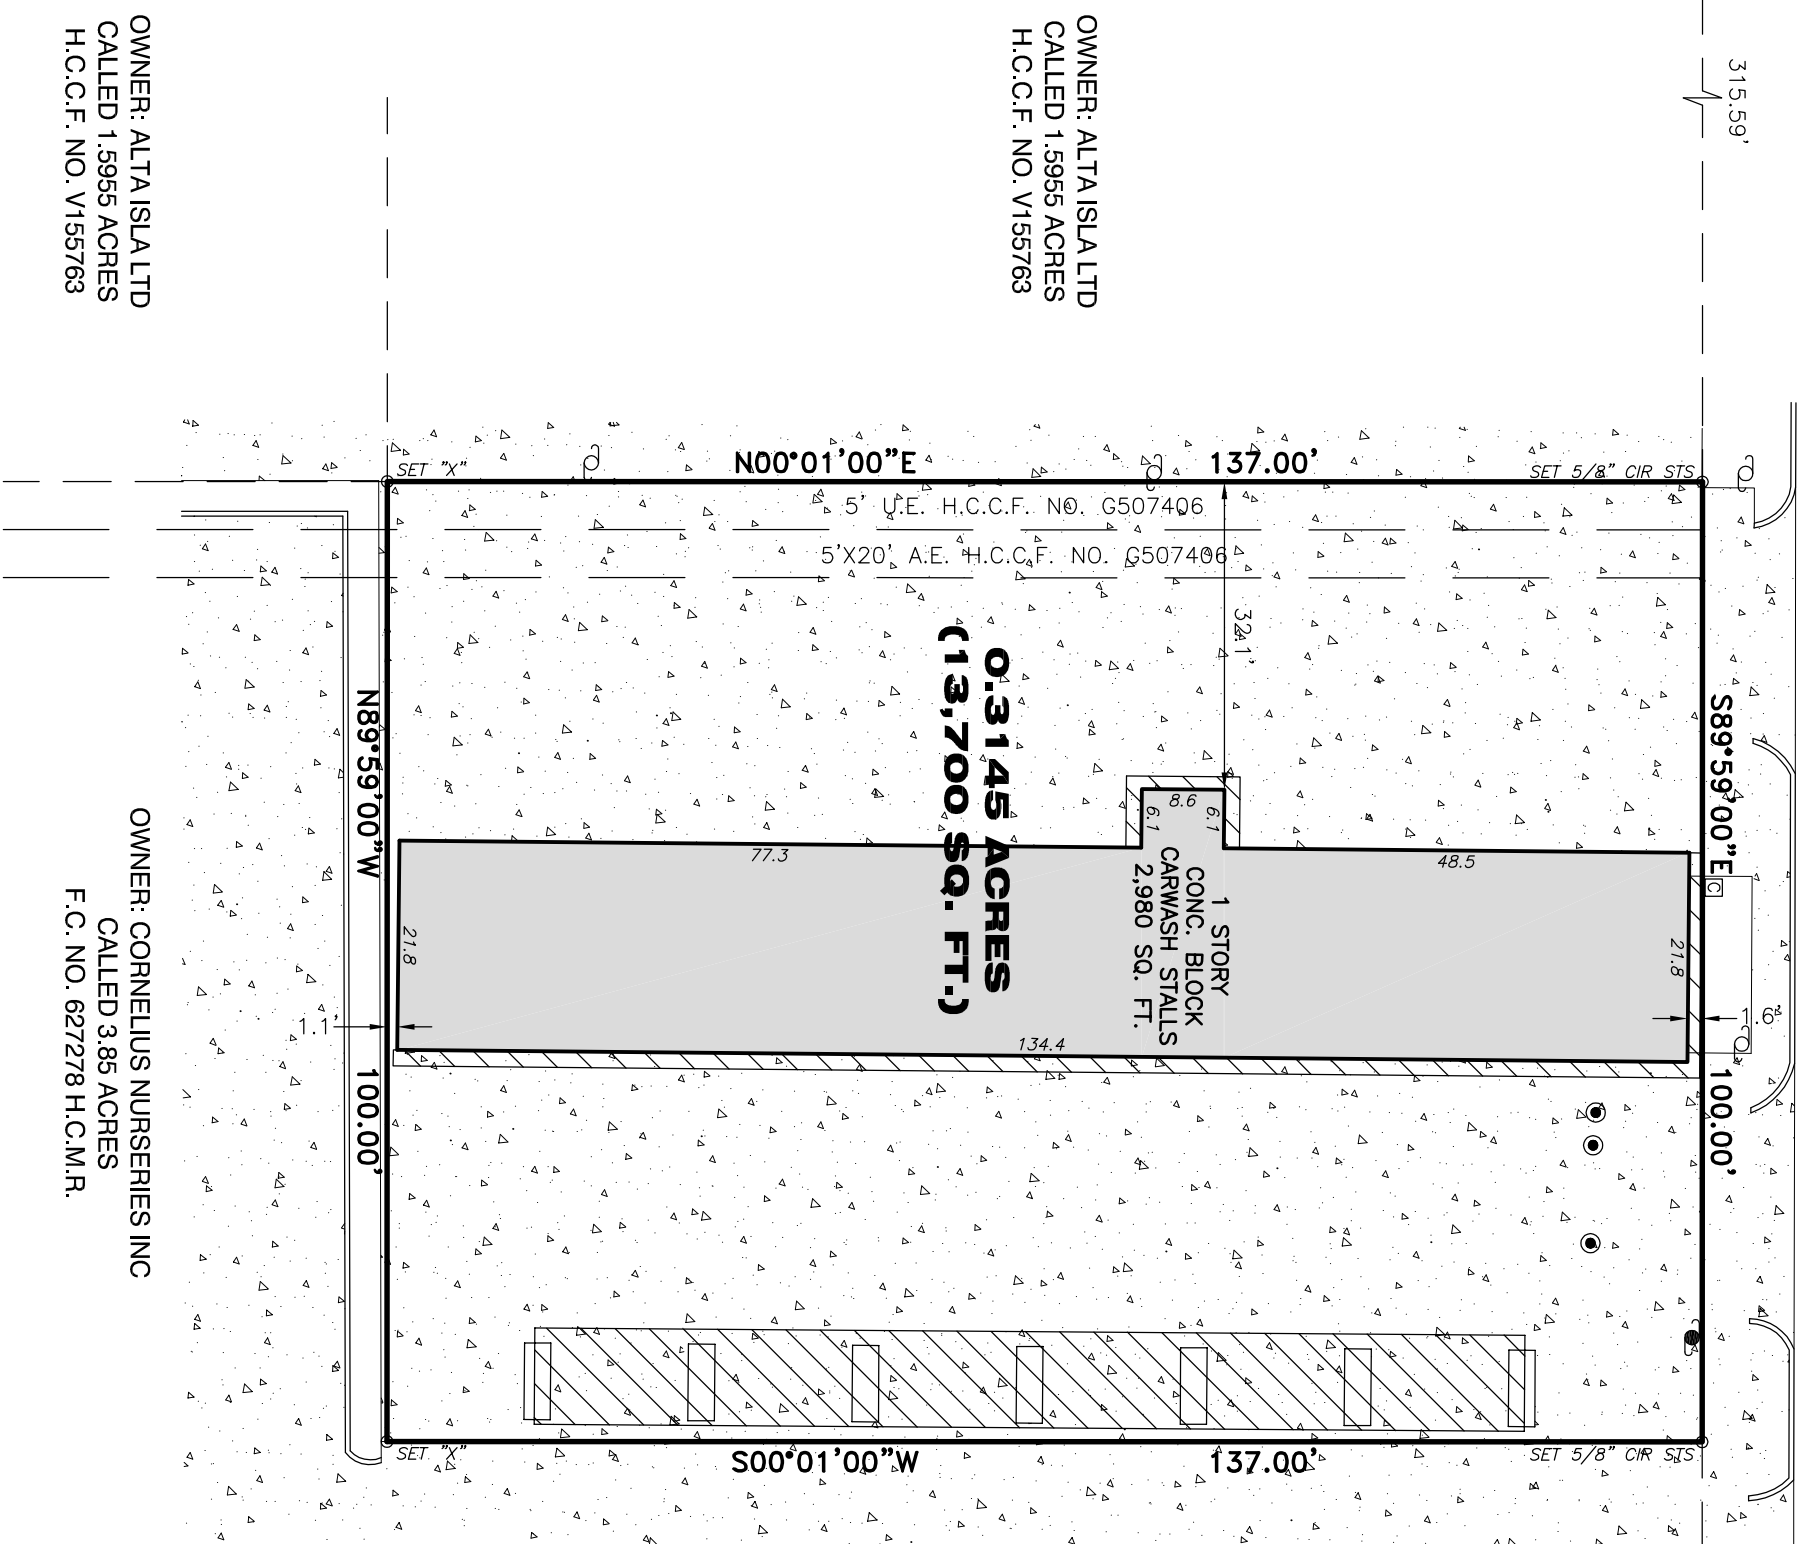 OWNER: ALTA ISLA LTD
CALLED 1.5955 ACRES
H.C.C.F. NO. V155763
OWNER: ALTA ISLA LTD
CALLED 1.5955 ACRES
H.C.C.F. NO. V155763
315.59'
SET "X"
N00°01'00"E
137.00'
SET 5/8" CIR STS
5' U.E. H.C.C.F. NO. G507406
5'X20' A.E. H.C.C.F. NO. G507406
32.1'
0.3145 ACRES
(13,700 SQ. FT.)
N89°59'00"W
100.00'
S89°59'00"E
100.00'
8.6
6.1
6.1
77.3
48.5
21.8
21.8
134.4
1 STORY
CONC. BLOCK
CARWASH STALLS
2,980 SQ. FT.
1.1'
1.6'
C
OWNER: CORNELIUS NURSERIES INC
CALLED 3.85 ACRES
F.C. NO. 627278 H.C.M.R.
SET "X"
S00°01'00"W
137.00'
SET 5/8" CIR STS